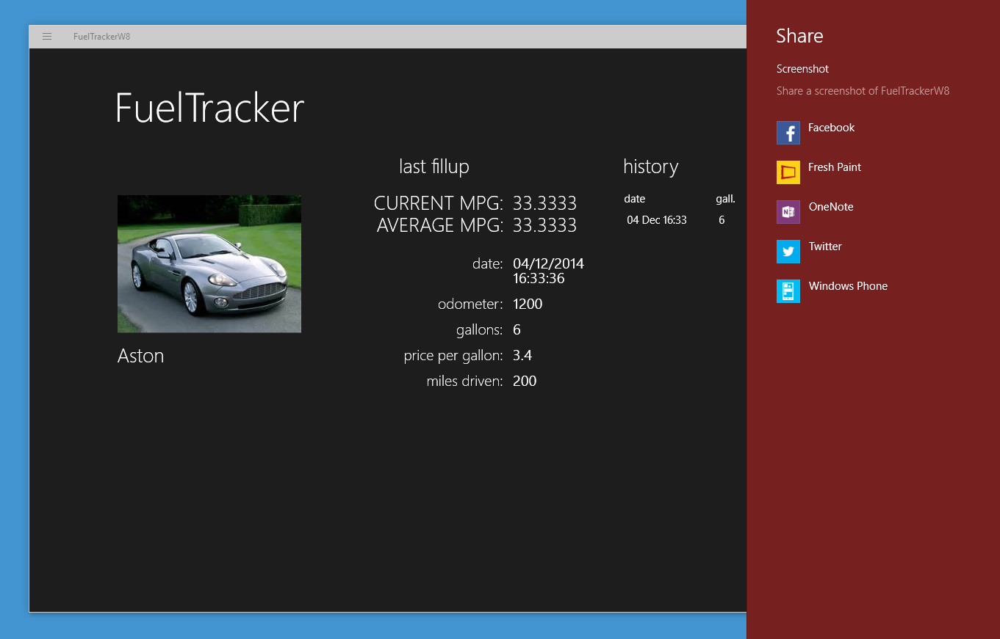 FuelTrackerW8
FuelTracker
Aston
last fillup
CURRENT MPG: 33.3333
AVERAGE MPG: 33.3333
date: 04/12/2014
16:33:36
odometer: 1200
gallons: 6
price per gallon: 3.4
miles driven: 200
history
date gall.
04 Dec 16:33 6
Share
Screenshot
Share a screenshot of FuelTrackerW8
Facebook
Fresh Paint
OneNote
Twitter
Windows Phone